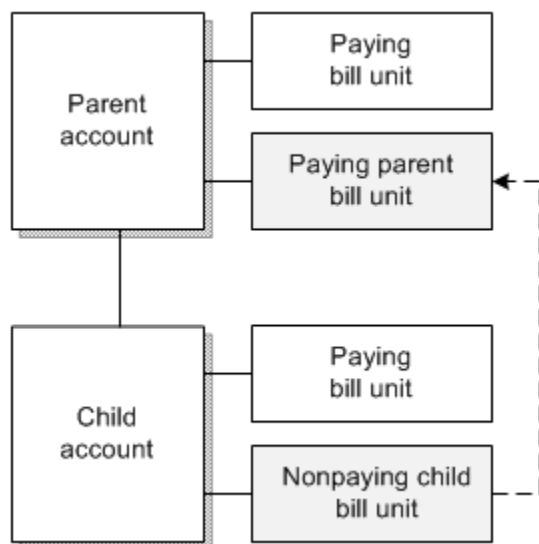 Parent
account
Paying
bill unit
Paying parent
bill unit
Child
account
Paying
bill unit
Nonpaying child
bill unit